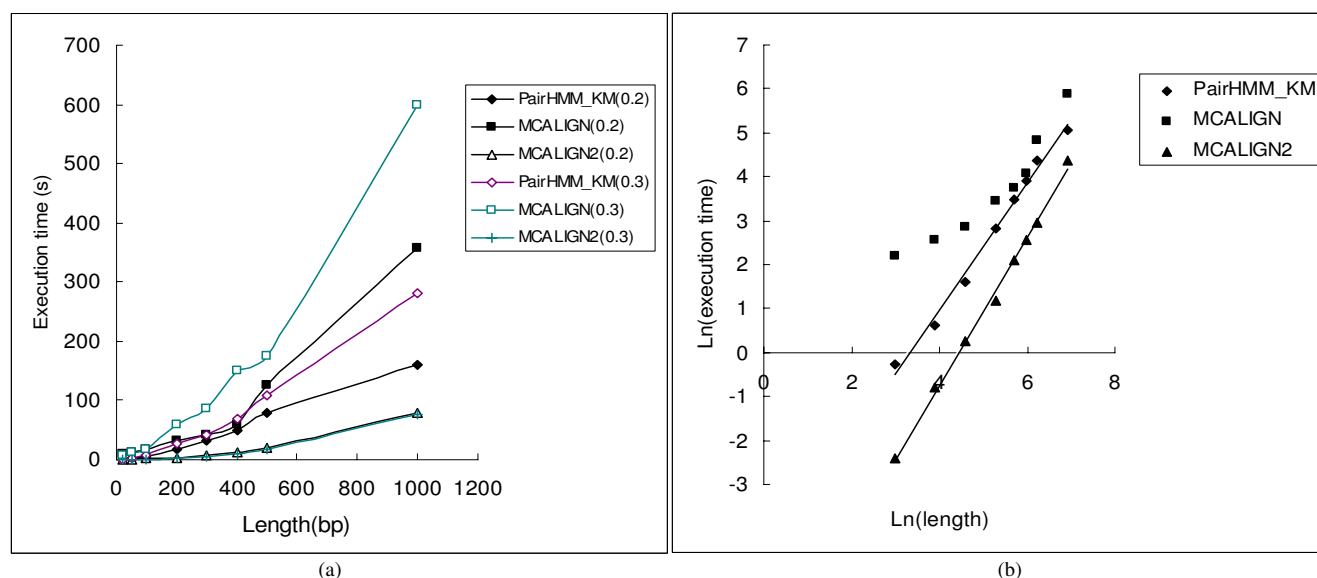 700
600
500
400
300
200
100
0
0 200 400 600 800 1000 1200
Execution time (s)
Length(bp)
PairHMM_KM(0.2)
MCALIGN(0.2)
MCALIGN2(0.2)
PairHMM_KM(0.3)
MCALIGN(0.3)
MCALIGN2(0.3)
(a)
7
6
5
4
3
2
1
0
-1
-2
-3
0 2 4 6 8
Ln(execution time)
Ln(length)
PairHMM_KM
MCALIGN
MCALIGN2
(b)